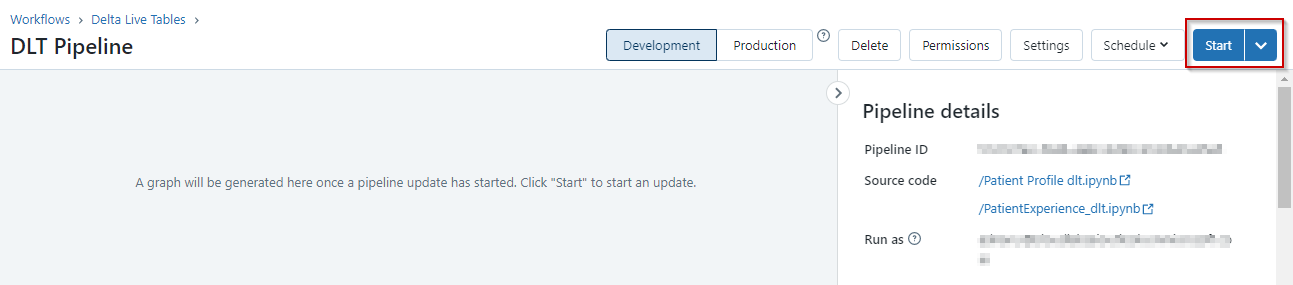 Workflows > Delta Live Tables >
DLT Pipeline
Development Production ? Delete Permissions Settings Schedule Start
Pipeline details
Pipeline ID
A graph will be generated here once a pipeline update has started. Click "Start" to start an update.
Source code /Patient Profile dlt.ipynb
/PatientExperience_dlt.ipynb
Run as ?